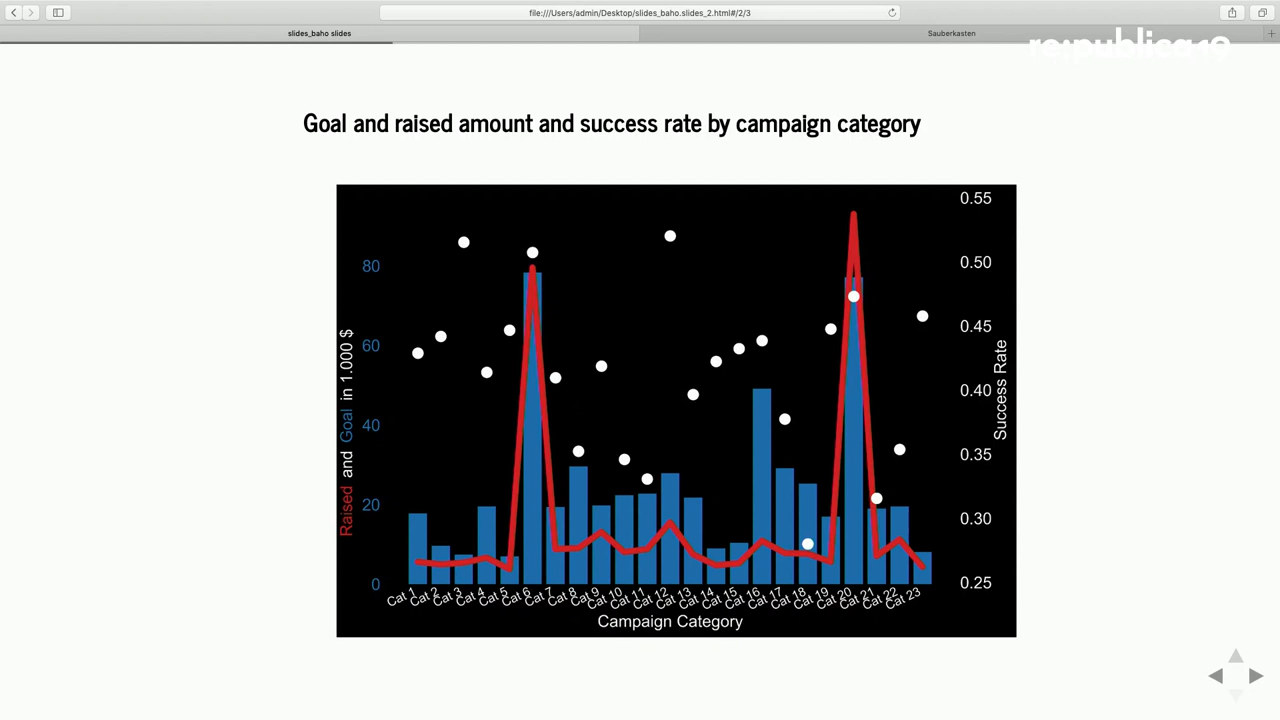 file:///Users/admin/Desktop/slides_baho.slides_2.html#/2/3
slides_baho slides
Sauberkasten
re:publica19
Goal and raised amount and success rate by campaign category
0.55
0.50
0.45
0.40
0.35
0.30
0.25
80
60
40
20
0
Raised and Goal in 1.000 $
Success Rate
Cat 1
Cat 2
Cat 3
Cat 4
Cat 5
Cat 6
Cat 7
Cat 8
Cat 9
Cat 10
Cat 11
Cat 12
Cat 13
Cat 14
Cat 15
Cat 16
Cat 17
Cat 18
Cat 19
Cat 20
Cat 21
Cat 22
Cat 23
Campaign Category